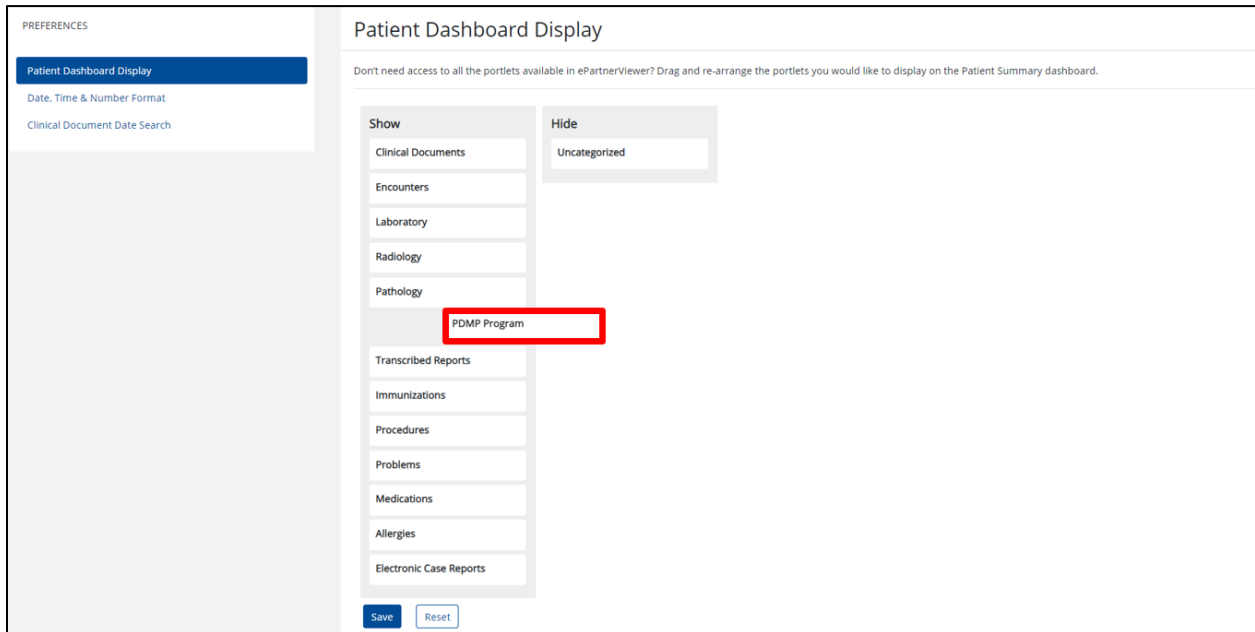 PREFERENCES
Patient Dashboard Display
Date, Time & Number Format
Clinical Document Date Search
Patient Dashboard Display
Don't need access to all the portlets available in ePartnerViewer? Drag and re-arrange the portlets you would like to display on the Patient Summary dashboard.
Show
Clinical Documents
Encounters
Laboratory
Radiology
Pathology
PDMP Program
Transcribed Reports
Immunizations
Procedures
Problems
Medications
Allergies
Electronic Case Reports
Hide
Uncategorized
Save
Reset